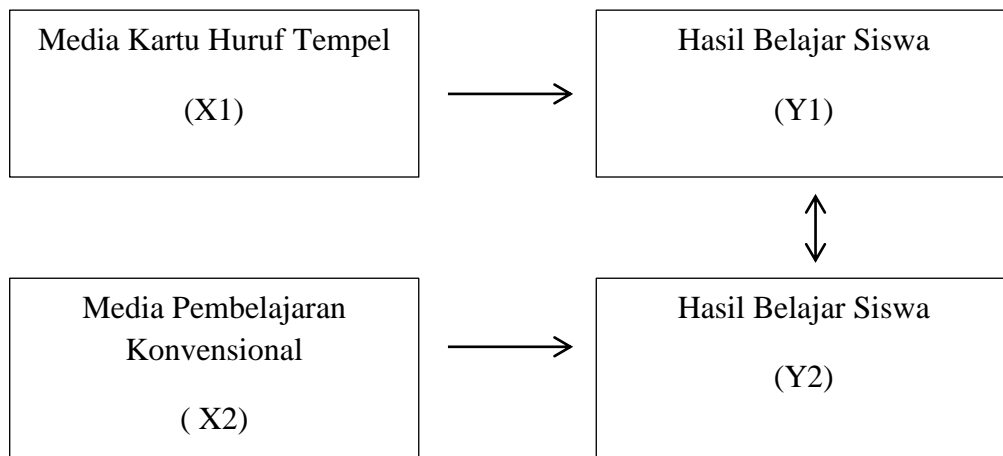 Media Kartu Huruf Tempel
(X1)
Hasil Belajar Siswa
(Y1)
Media Pembelajaran
Konvensional
( X2)
Hasil Belajar Siswa
(Y2)